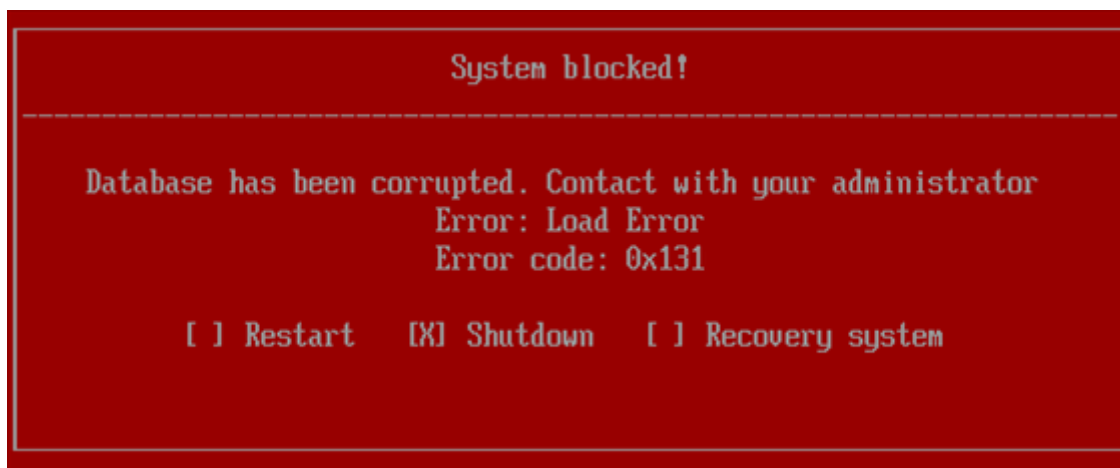 System blocked!
Database has been corrupted. Contact with your administrator
Error: Load Error
Error code: 0x131
[ ] Restart [X] Shutdown [ ] Recovery system